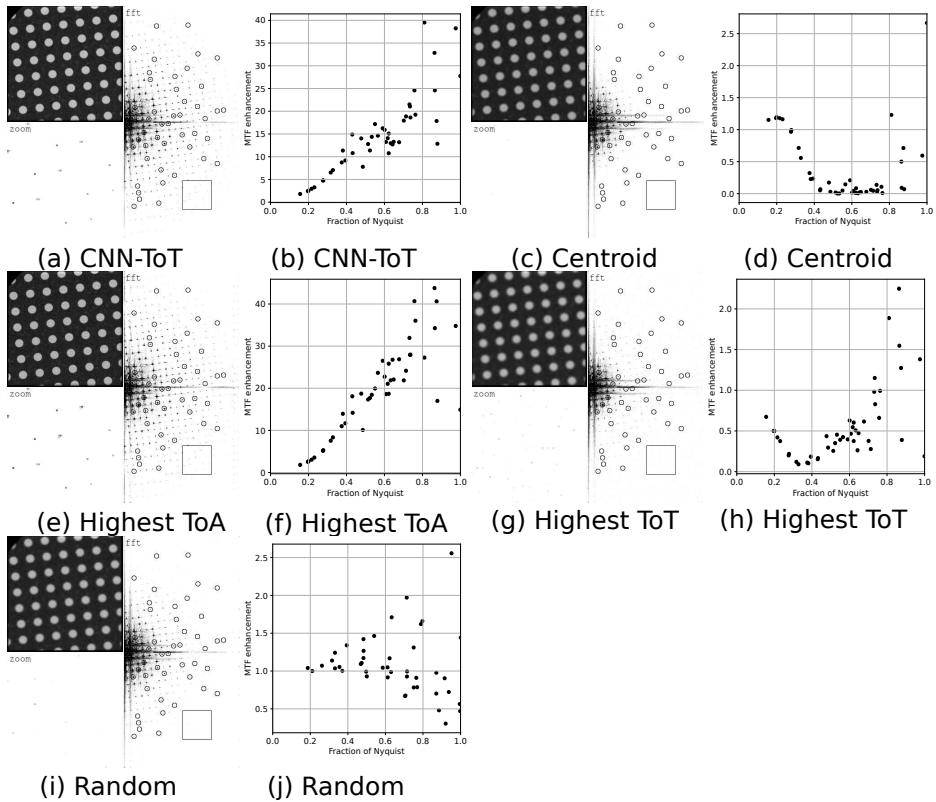 fft
zoom
MTF enhancement
40
35
30
25
20
15
10
5
0
0.0 0.2 0.4 0.6 0.8 1.0
Fraction of Nyquist
fft
zoom
MTF enhancement
2.5
2.0
1.5
1.0
0.5
0.0
0.0 0.2 0.4 0.6 0.8 1.0
Fraction of Nyquist
(a) CNN-ToT
(b) CNN-ToT
(c) Centroid
(d) Centroid
fft
zoom
MTF enhancement
40
30
20
10
0
0.0 0.2 0.4 0.6 0.8 1.0
Fraction of Nyquist
fft
zoom
MTF enhancement
2.0
1.5
1.0
0.5
0.0
0.0 0.2 0.4 0.6 0.8 1.0
Fraction of Nyquist
(e) Highest ToA
(f) Highest ToA
(g) Highest ToT
(h) Highest ToT
fft
zoom
MTF enhancement
2.5
2.0
1.5
1.0
0.5
0.0 0.2 0.4 0.6 0.8 1.0
Fraction of Nyquist
(i) Random
(j) Random